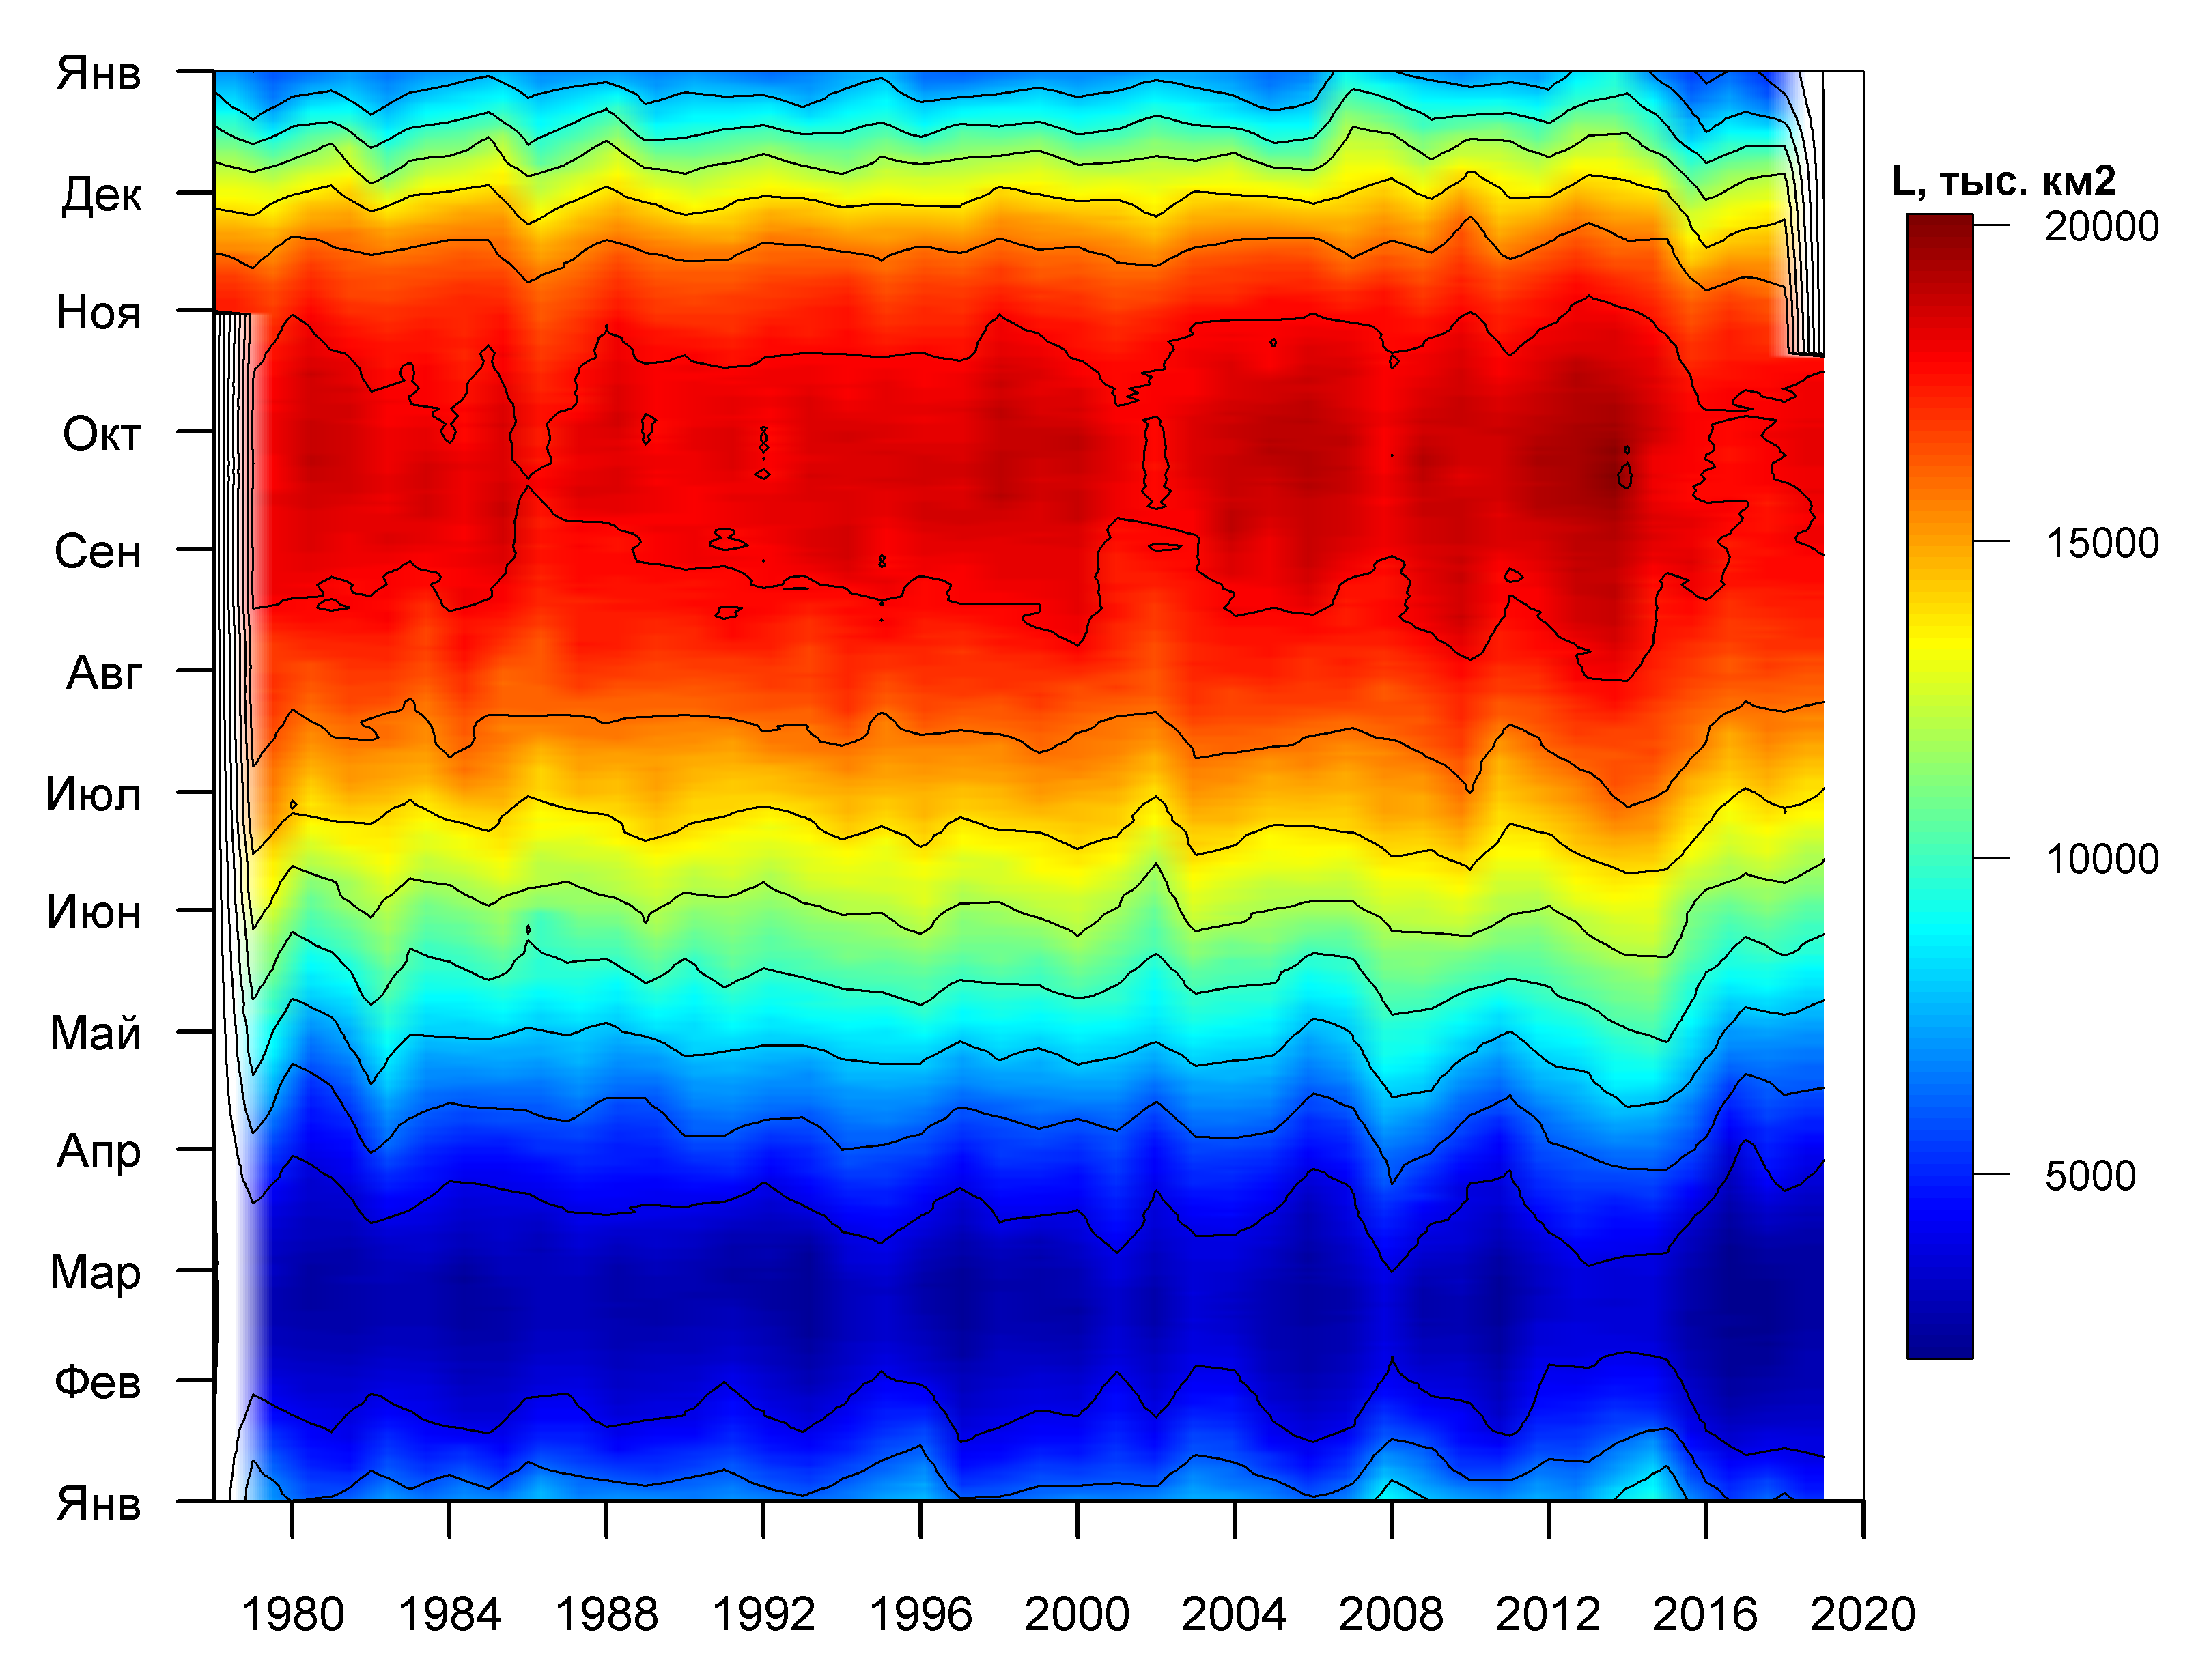 Янв
Дек
Ноя
Окт
Сен
Авг
Июл
Июн
Май
Апр
Мар
Фев
Янв
1980 1984 1988 1992 1996 2000 2004 2008 2012 2016 2020
L, тыс. км2
20000
15000
10000
5000